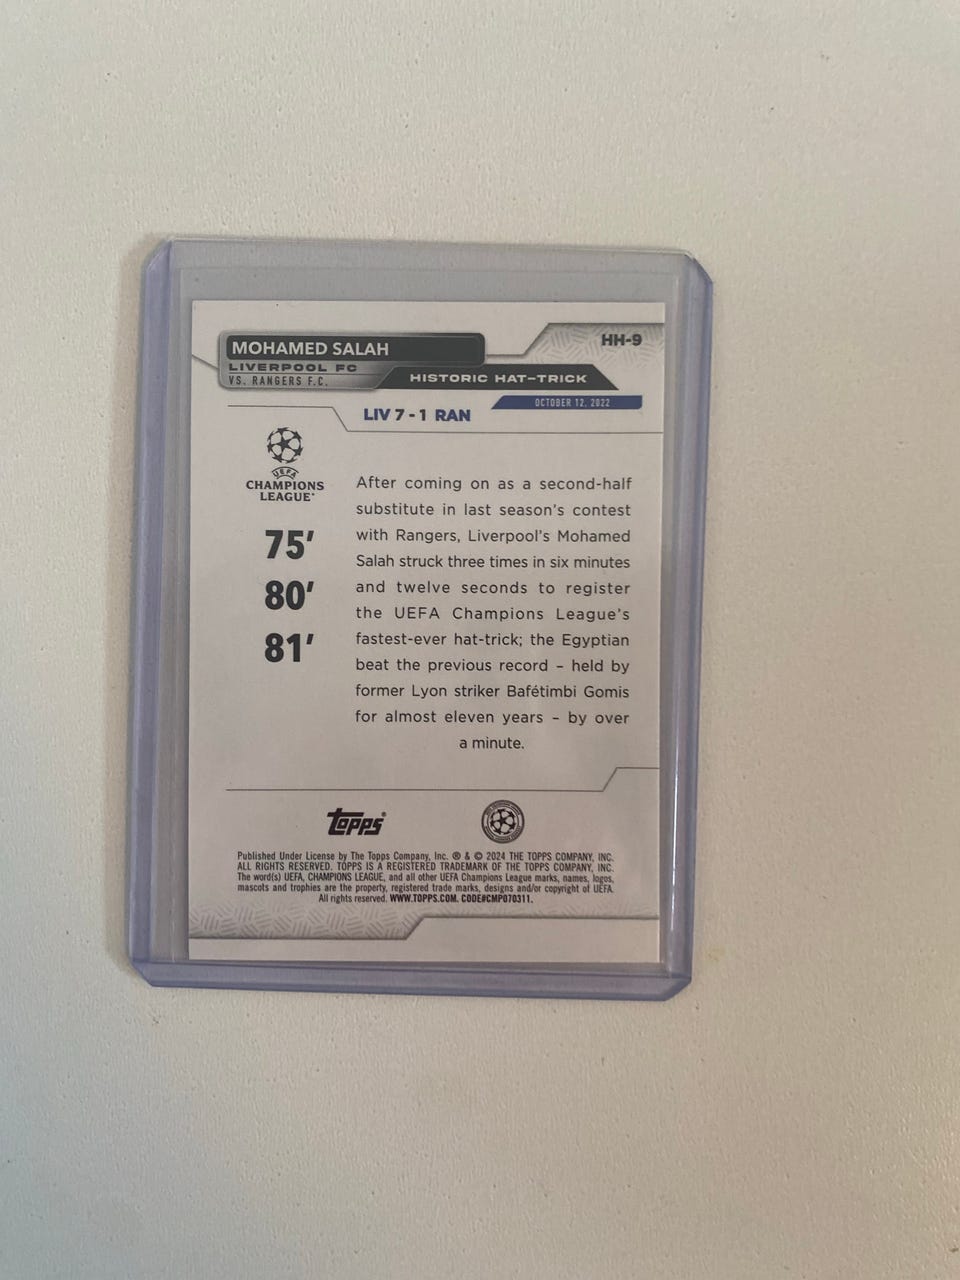 MOHAMED SALAH
HH-9
LIVERPOOL FC
VS. RANGERS F.C.
HISTORIC HAT-TRICK
OCTOBER 12, 2022
LIV 7 - 1 RAN
UEFA
CHAMPIONS
LEAGUE
75'
80'
81'
After coming on as a second-half
substitute in last season's contest
with Rangers, Liverpool's Mohamed
Salah struck three times in six minutes
and twelve seconds to register
the UEFA Champions League's
fastest-ever hat-trick; the Egyptian
beat the previous record – held by
former Lyon striker Bafétimbi Gomis
for almost eleven years – by over
a minute.
Topps®
Published Under License by The Topps Company, Inc. ® & © 2024 THE TOPPS COMPANY, INC.
ALL RIGHTS RESERVED. TOPPS IS A REGISTERED TRADEMARK OF THE TOPPS COMPANY, INC.
The word(s) UEFA, CHAMPIONS LEAGUE, and all other UEFA Champions League marks, names, logos,
mascots and trophies are the property, registered trade marks, designs and/or copyright of UEFA.
All rights reserved. WWW.TOPPS.COM. CODE#CMP070311.